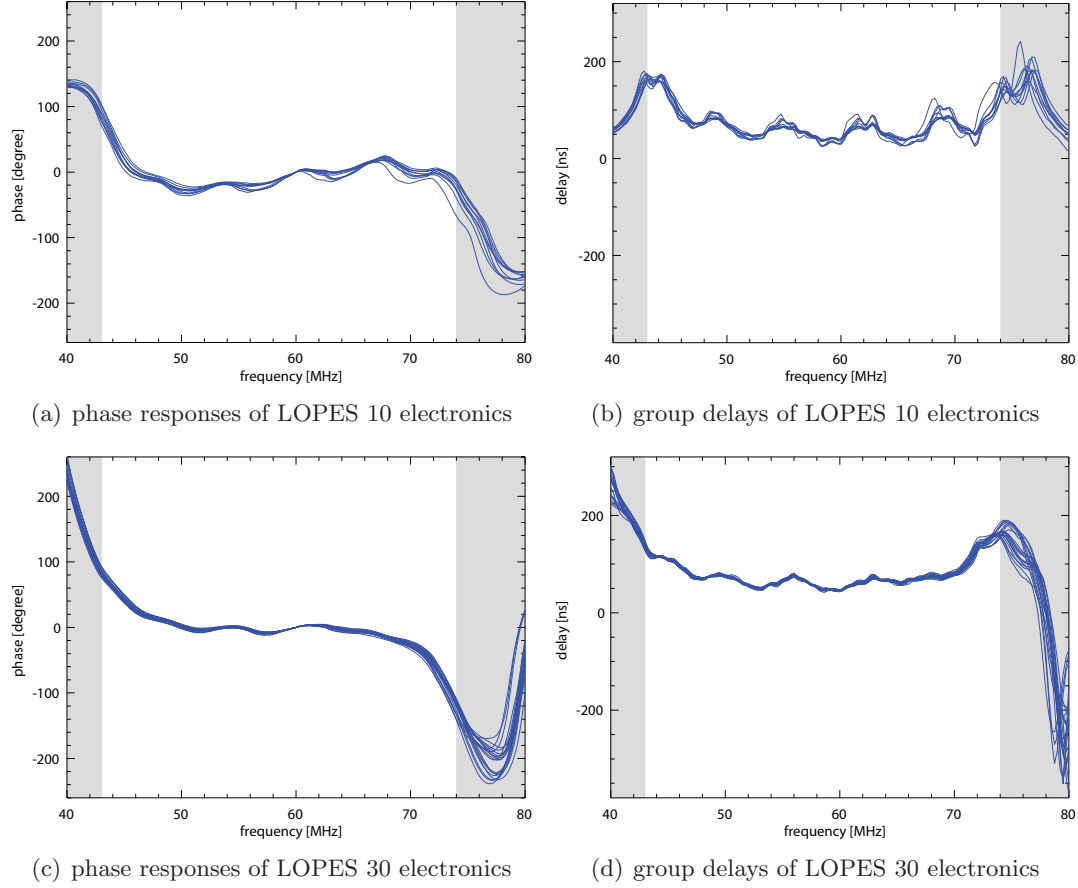 200
100
0
-100
-200
phase [degree]
40 50 60 70 80
frequency [MHz]
(a) phase responses of LOPES 10 electronics
200
100
0
-100
-200
-300
delay [ns]
40 50 60 70 80
frequency [MHz]
(b) group delays of LOPES 10 electronics
200
100
0
-100
-200
phase [degree]
40 50 60 70 80
frequency [MHz]
(c) phase responses of LOPES 30 electronics
200
0
-200
delay [ns]
40 50 60 70 80
frequency [MHz]
(d) group delays of LOPES 30 electronics